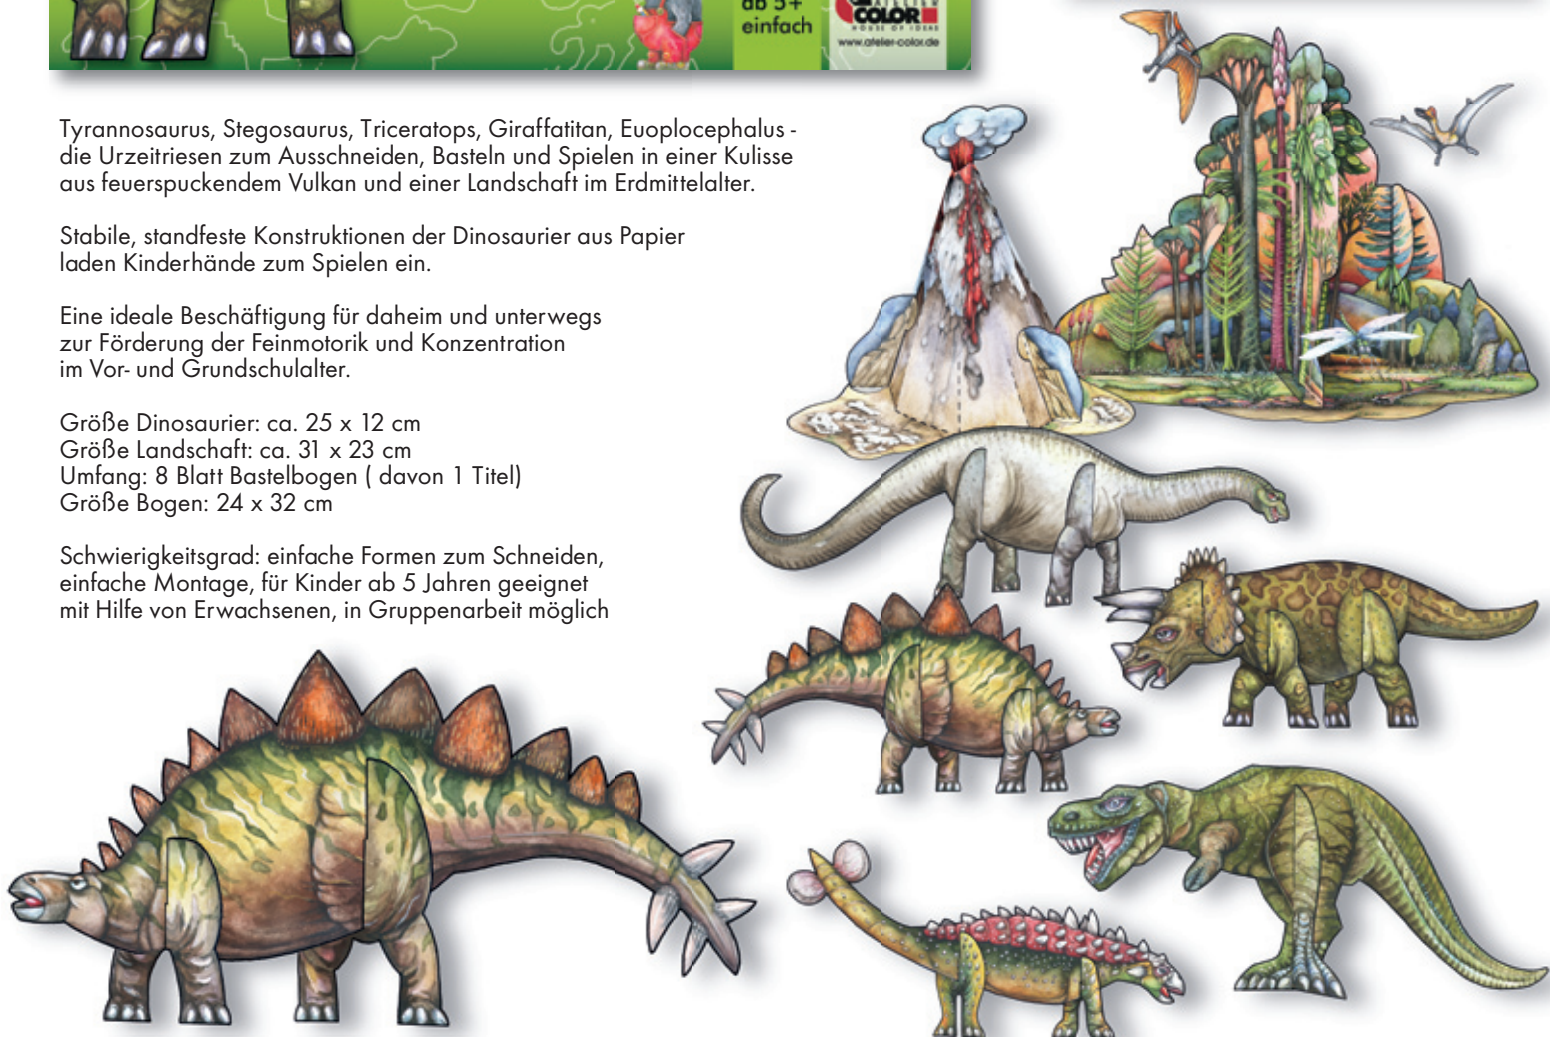 ab 5+
einfach
ATELIER
COLOR
HOUSE OF IDEAS
www.atelier-color.de
Tyrannosaurus, Stegosaurus, Triceratops, Giraffatitan, Euoplocephalus -
die Urzeitriesen zum Ausschneiden, Basteln und Spielen in einer Kulisse
aus feuerspuckendem Vulkan und einer Landschaft im Erdmittelalter.
Stabile, standfeste Konstruktionen der Dinosaurier aus Papier
laden Kinderhände zum Spielen ein.
Eine ideale Beschäftigung für daheim und unterwegs
zur Förderung der Feinmotorik und Konzentration
im Vor- und Grundschulalter.
Größe Dinosaurier: ca. 25 x 12 cm
Größe Landschaft: ca. 31 x 23 cm
Umfang: 8 Blatt Bastelbogen ( davon 1 Titel)
Größe Bogen: 24 x 32 cm
Schwierigkeitsgrad: einfache Formen zum Schneiden,
einfache Montage, für Kinder ab 5 Jahren geeignet
mit Hilfe von Erwachsenen, in Gruppenarbeit möglich